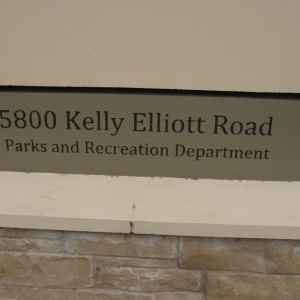 5800 Kelly Elliott Road
Parks and Recreation Department